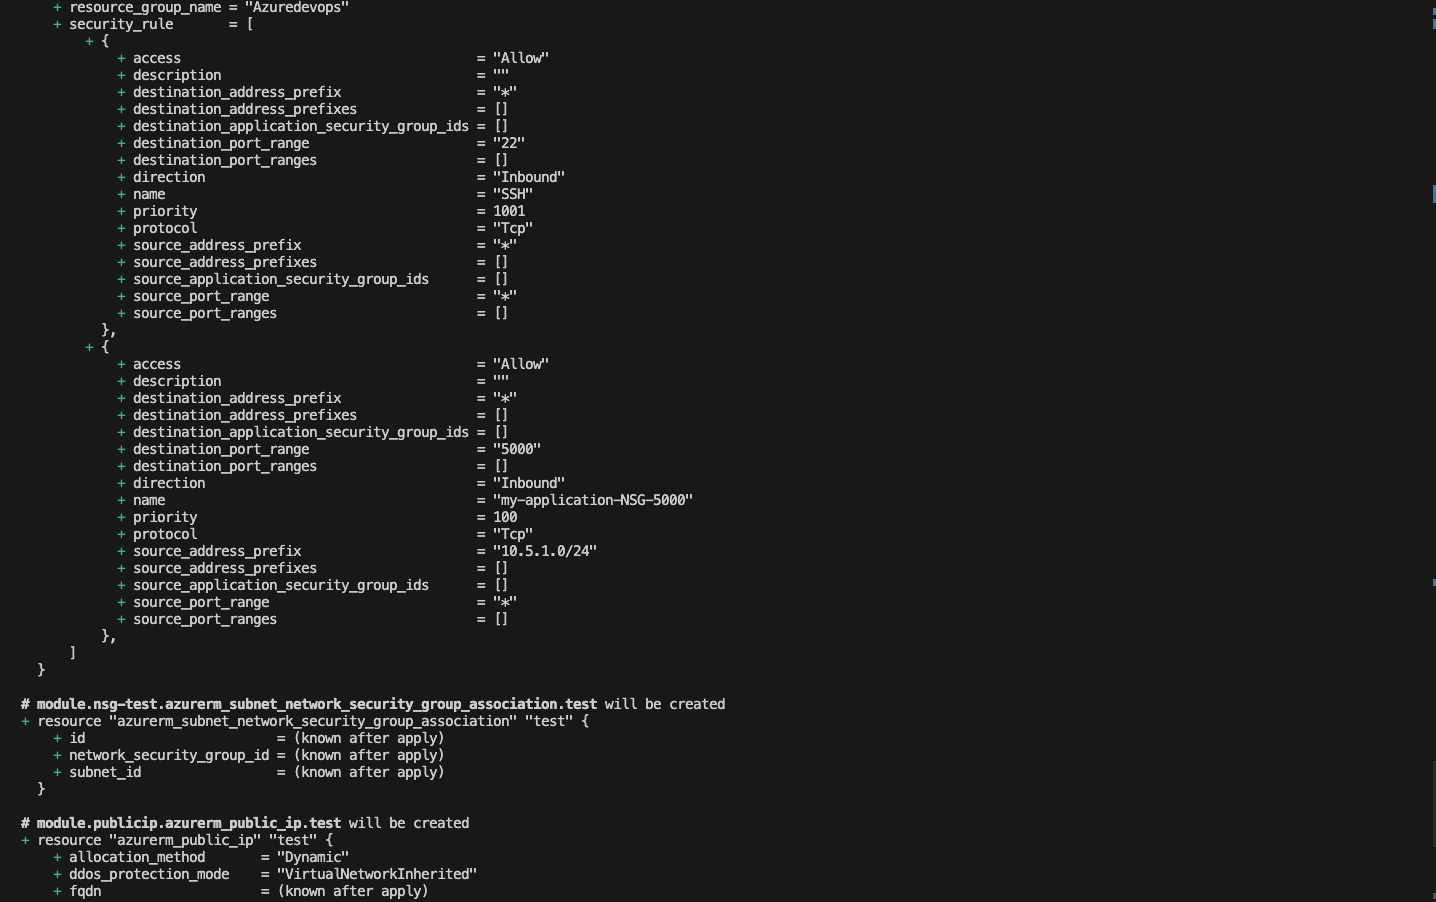 + resource_group_name = "Azuredevops"
+ security_rule       = [
+ {
+ access                                     = "Allow"
+ description                                = ""
+ destination_address_prefix                 = "*"
+ destination_address_prefixes               = []
+ destination_application_security_group_ids = []
+ destination_port_range                     = "22"
+ destination_port_ranges                    = []
+ direction                                  = "Inbound"
+ name                                       = "SSH"
+ priority                                   = 1001
+ protocol                                   = "Tcp"
+ source_address_prefix                      = "*"
+ source_address_prefixes                    = []
+ source_application_security_group_ids      = []
+ source_port_range                          = "*"
+ source_port_ranges                         = []
},
+ {
+ access                                     = "Allow"
+ description                                = ""
+ destination_address_prefix                 = "*"
+ destination_address_prefixes               = []
+ destination_application_security_group_ids = []
+ destination_port_range                     = "5000"
+ destination_port_ranges                    = []
+ direction                                  = "Inbound"
+ name                                       = "my-application-NSG-5000"
+ priority                                   = 100
+ protocol                                   = "Tcp"
+ source_address_prefix                      = "10.5.1.0/24"
+ source_address_prefixes                    = []
+ source_application_security_group_ids      = []
+ source_port_range                          = "*"
+ source_port_ranges                         = []
},
]
}
# module.nsg-test.azurerm_subnet_network_security_group_association.test will be created
+ resource "azurerm_subnet_network_security_group_association" "test" {
+ id                        = (known after apply)
+ network_security_group_id = (known after apply)
+ subnet_id                 = (known after apply)
}
# module.publicip.azurerm_public_ip.test will be created
+ resource "azurerm_public_ip" "test" {
+ allocation_method       = "Dynamic"
+ ddos_protection_mode    = "VirtualNetworkInherited"
+ fqdn                    = (known after apply)